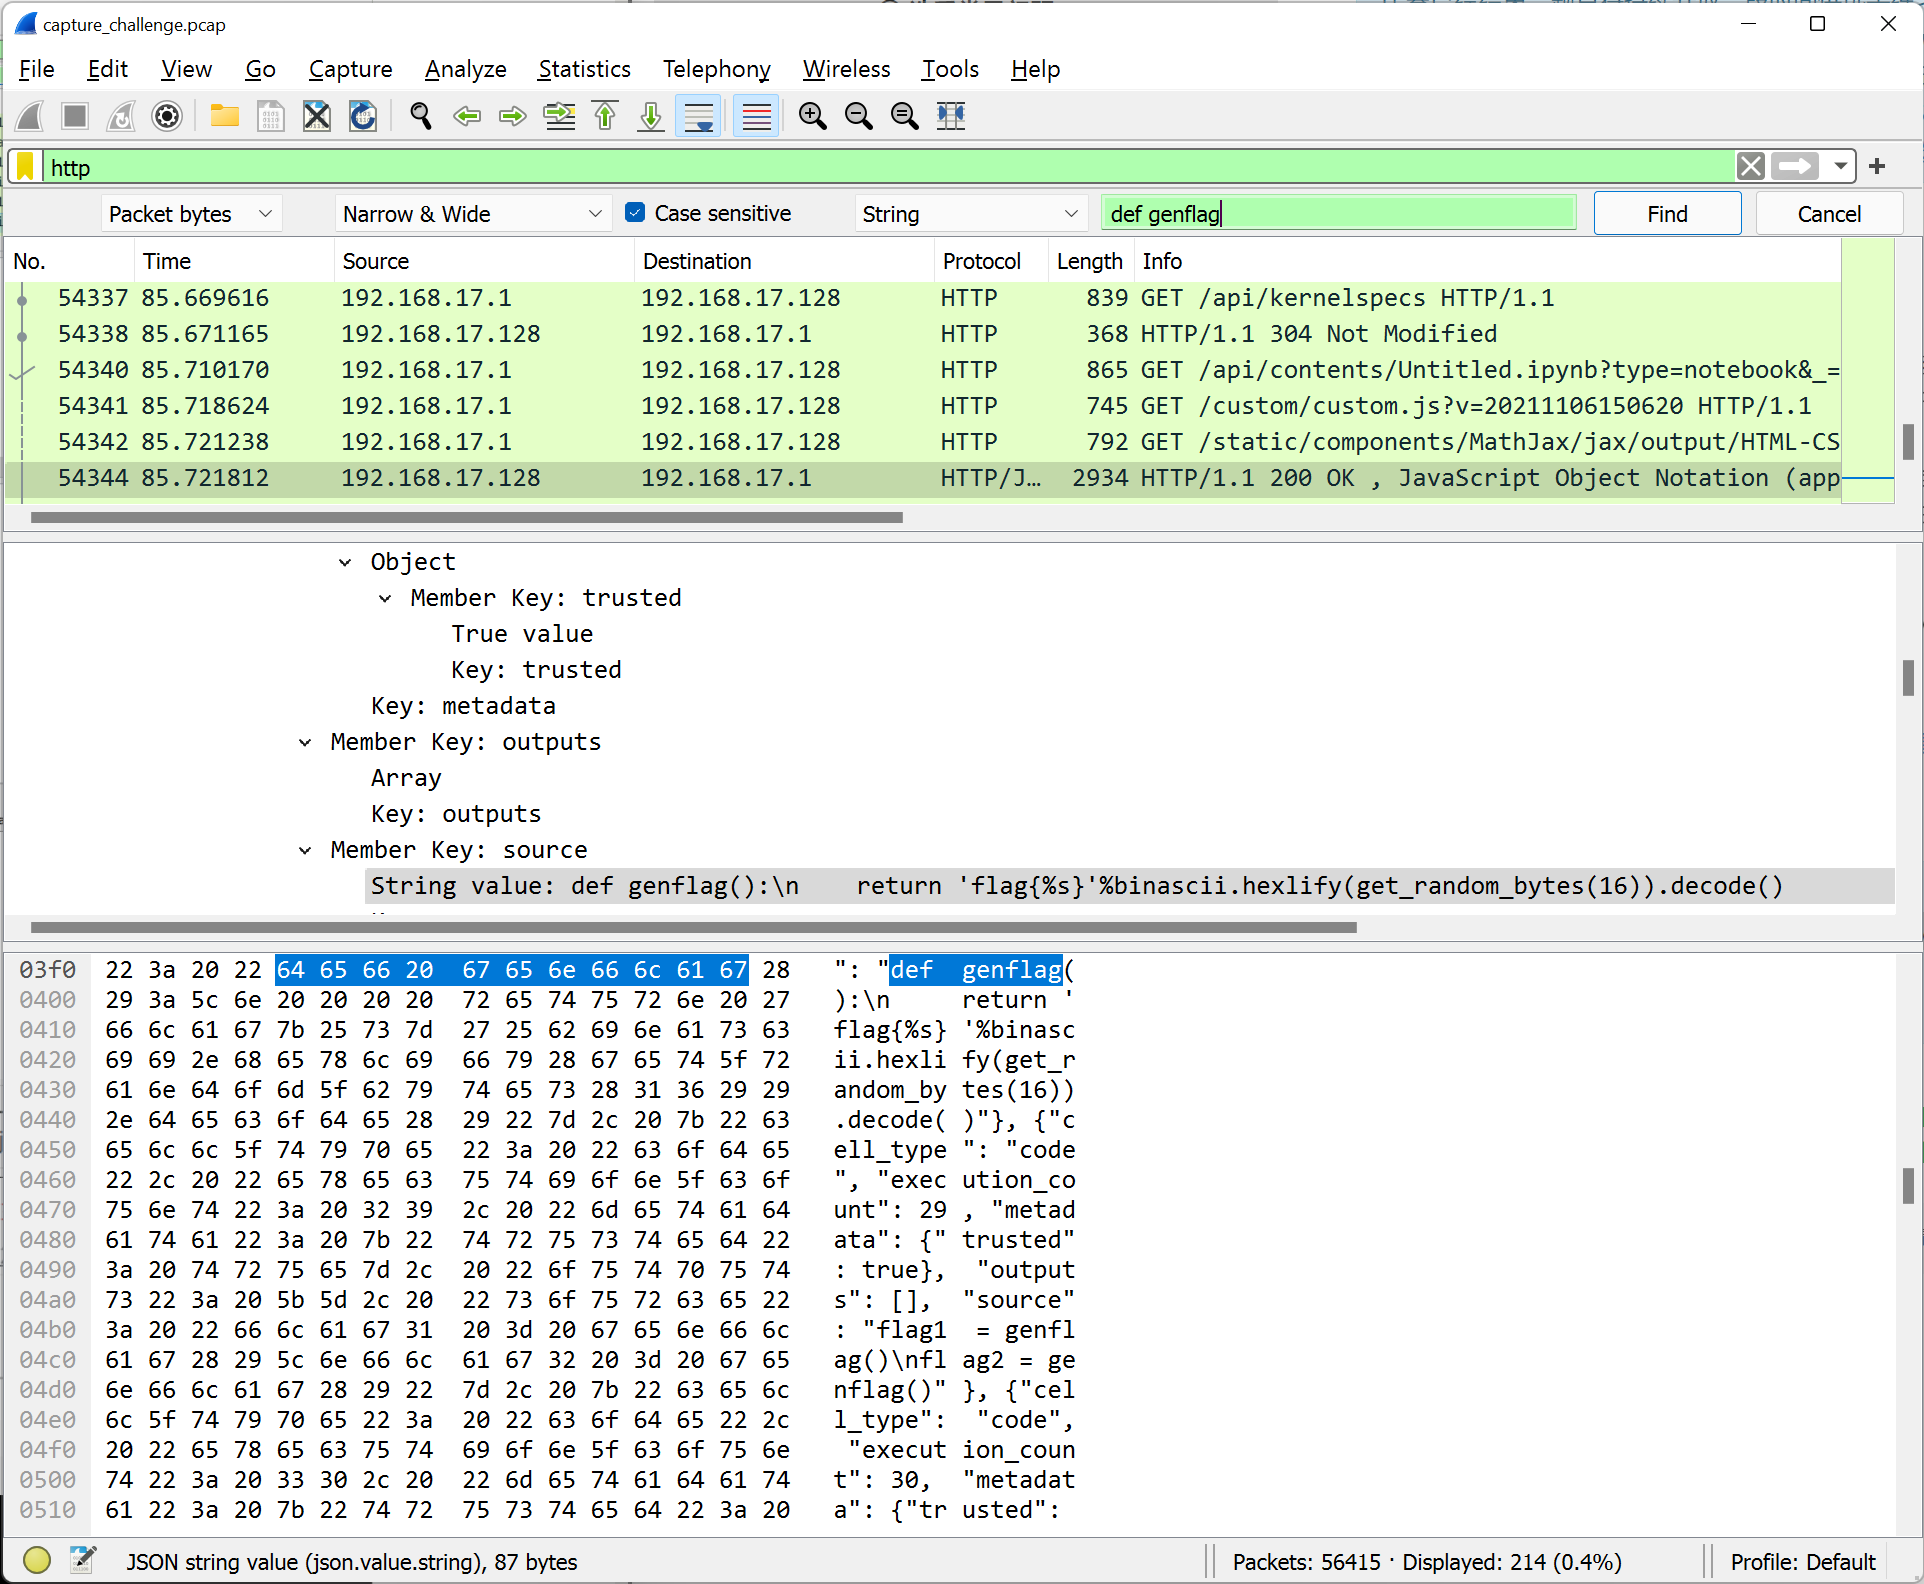 capture_challenge.pcap
File Edit View Go Capture Analyze Statistics Telephony Wireless Tools Help
http
Packet bytes Narrow & Wide Case sensitive String def genflag Find Cancel
No. Time Source Destination Protocol Length Info
54337 85.669616 192.168.17.1 192.168.17.128 HTTP 839 GET /api/kernelspecs HTTP/1.1
54338 85.671165 192.168.17.128 192.168.17.1 HTTP 368 HTTP/1.1 304 Not Modified
54340 85.710170 192.168.17.1 192.168.17.128 HTTP 865 GET /api/contents/Untitled.ipynb?type=notebook&_=
54341 85.718624 192.168.17.1 192.168.17.128 HTTP 745 GET /custom/custom.js?v=20211106150620 HTTP/1.1
54342 85.721238 192.168.17.1 192.168.17.128 HTTP 792 GET /static/components/MathJax/jax/output/HTML-CS
54344 85.721812 192.168.17.128 192.168.17.1 HTTP/J… 2934 HTTP/1.1 200 OK , JavaScript Object Notation (app
Object
Member Key: trusted
True value
Key: trusted
Key: metadata
Member Key: outputs
Array
Key: outputs
Member Key: source
String value: def genflag():\n    return 'flag{%s}'%binascii.hexlify(get_random_bytes(16)).decode()
03f0 22 3a 20 22 64 65 66 20 67 65 6e 66 6c 61 67 28 ": "def genflag(
0400 29 3a 5c 6e 20 20 20 20 72 65 74 75 72 6e 20 27 ):\n return '
0410 66 6c 61 67 7b 25 73 7d 27 25 62 69 6e 61 73 63 flag{%s} '%binasc
0420 69 69 2e 68 65 78 6c 69 66 79 28 67 65 74 5f 72 ii.hexli fy(get_r
0430 61 6e 64 6f 6d 5f 62 79 74 65 73 28 31 36 29 29 andom_by tes(16))
0440 2e 64 65 63 6f 64 65 28 29 22 7d 2c 20 7b 22 63 .decode( )"}, {"c
0450 65 6c 6c 5f 74 79 70 65 22 3a 20 22 63 6f 64 65 ell_type ": "code
0460 22 2c 20 22 65 78 65 63 75 74 69 6f 6e 5f 63 6f ", "exec ution_co
0470 75 6e 74 22 3a 20 32 39 2c 20 22 6d 65 74 61 64 unt": 29 , "metad
0480 61 74 61 22 3a 20 7b 22 74 72 75 73 74 65 64 22 ata": {" trusted"
0490 3a 20 74 72 75 65 7d 2c 20 22 6f 75 74 70 75 74 : true}, "output
04a0 73 22 3a 20 5b 5d 2c 20 22 73 6f 75 72 63 65 22 s": [], "source"
04b0 3a 20 22 66 6c 61 67 31 20 3d 20 67 65 6e 66 6c : "flag1 = genfl
04c0 61 67 28 29 5c 6e 66 6c 61 67 32 20 3d 20 67 65 ag()\nfl ag2 = ge
04d0 6e 66 6c 61 67 28 29 22 7d 2c 20 7b 22 63 65 6c nflag()" }, {"cel
04e0 6c 5f 74 79 70 65 22 3a 20 22 63 6f 64 65 22 2c l_type": "code",
04f0 20 22 65 78 65 63 75 74 69 6f 6e 5f 63 6f 75 6e "execut ion_coun
0500 74 22 3a 20 33 30 2c 20 22 6d 65 74 61 64 61 74 t": 30, "metadat
0510 61 22 3a 20 7b 22 74 72 75 73 74 65 64 22 3a 20 a": {"tr usted":
JSON string value (json.value.string), 87 bytes Packets: 56415 · Displayed: 214 (0.4%) Profile: Default